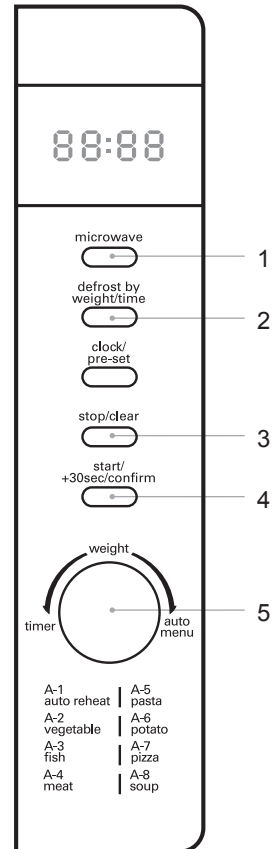 88:88
microwave
1
defrost by
weight/time
2
clock/
pre-set
stop/clear
3
start/
+30sec/confirm
4
weight
timer
auto
menu
5
A-1
auto reheat
A-2
vegetable
A-3
fish
A-4
meat
A-5
pasta
A-6
potato
A-7
pizza
A-8
soup